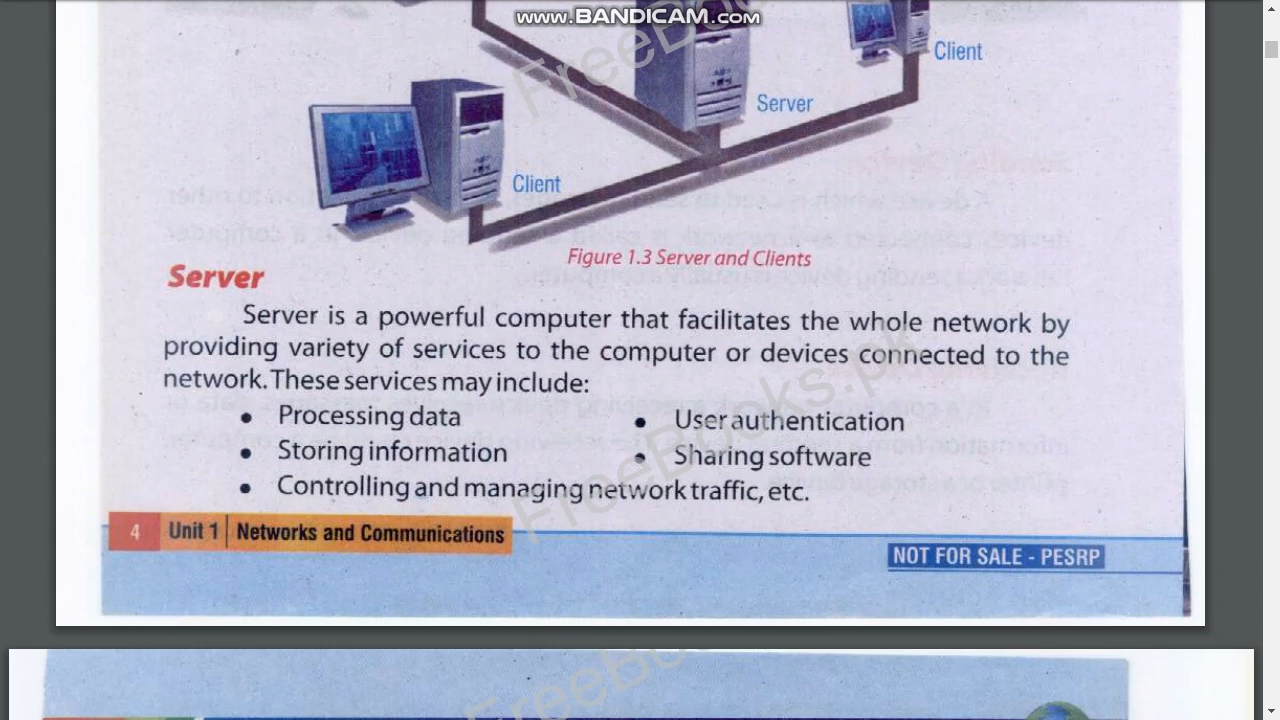 www.BANDICAM.com
Client
Server
Client
Figure 1.3 Server and Clients
Server
Server is a powerful computer that facilitates the whole network by
providing variety of services to the computer or devices connected to the
network. These services may include:
• Processing data
• User authentication
• Storing information
• Sharing software
• Controlling and managing network traffic, etc.
FreeBooks.pk
4 Unit 1 | Networks and Communications
NOT FOR SALE - PESRP